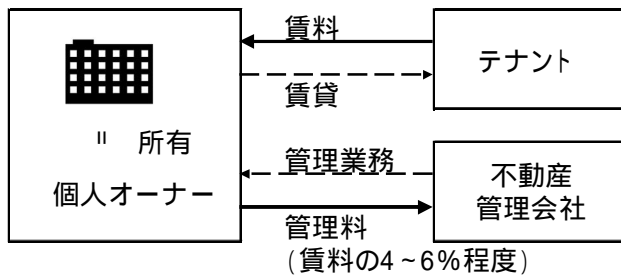 賃料
テナント
賃貸
〃 所有
個人オーナー
管理業務
不動産
管理会社
管理料
(賃料の4~6%程度)